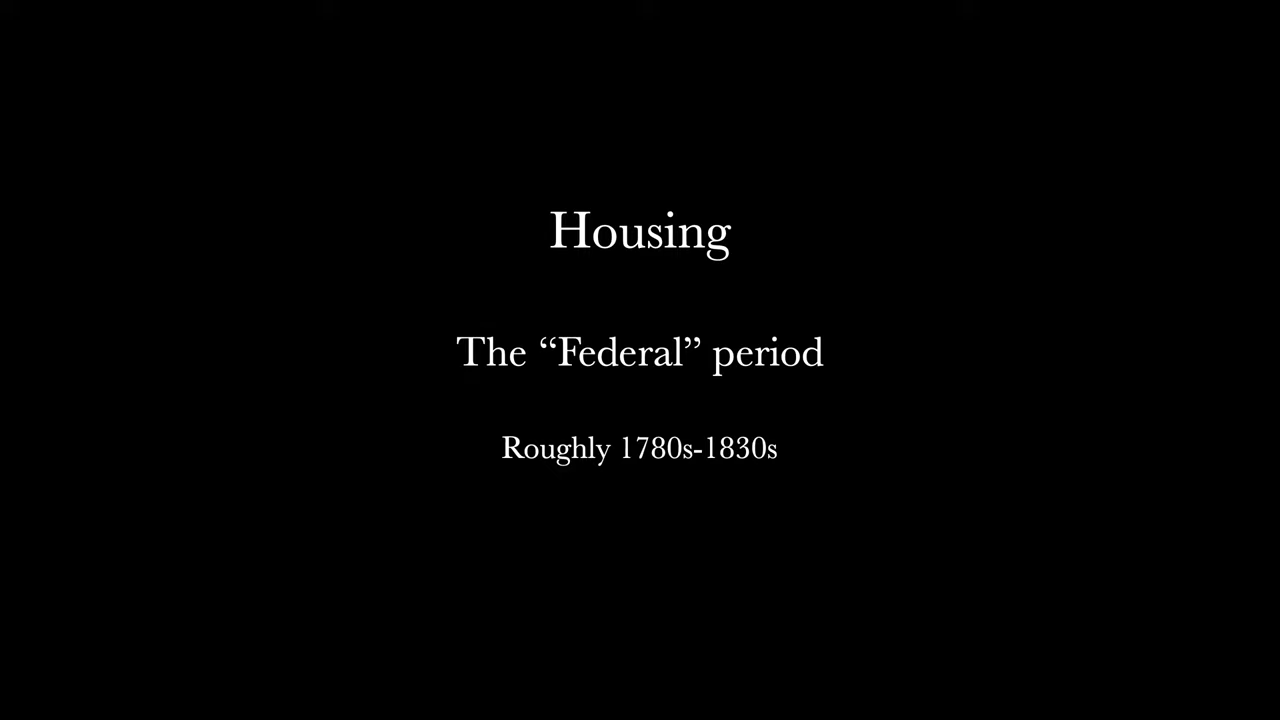 Housing
The “Federal” period
Roughly 1780s-1830s